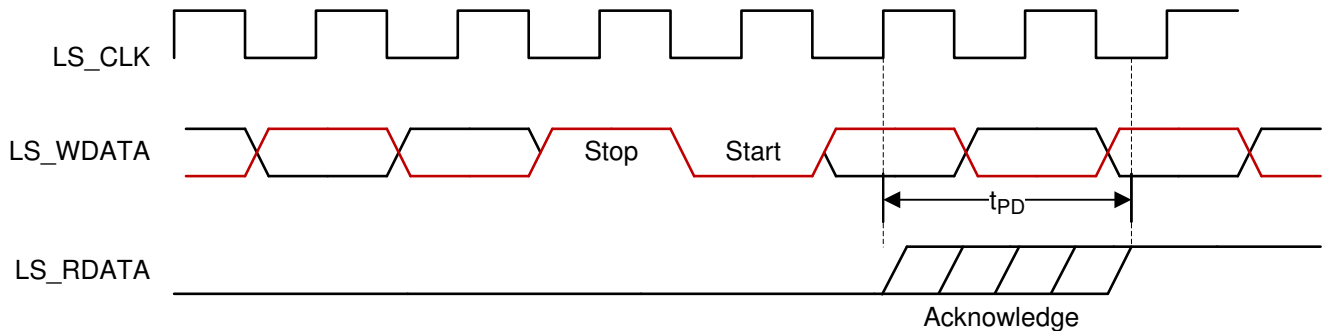 LS_CLK
LS_WDATA
Stop
Start
tPD
LS_RDATA
Acknowledge